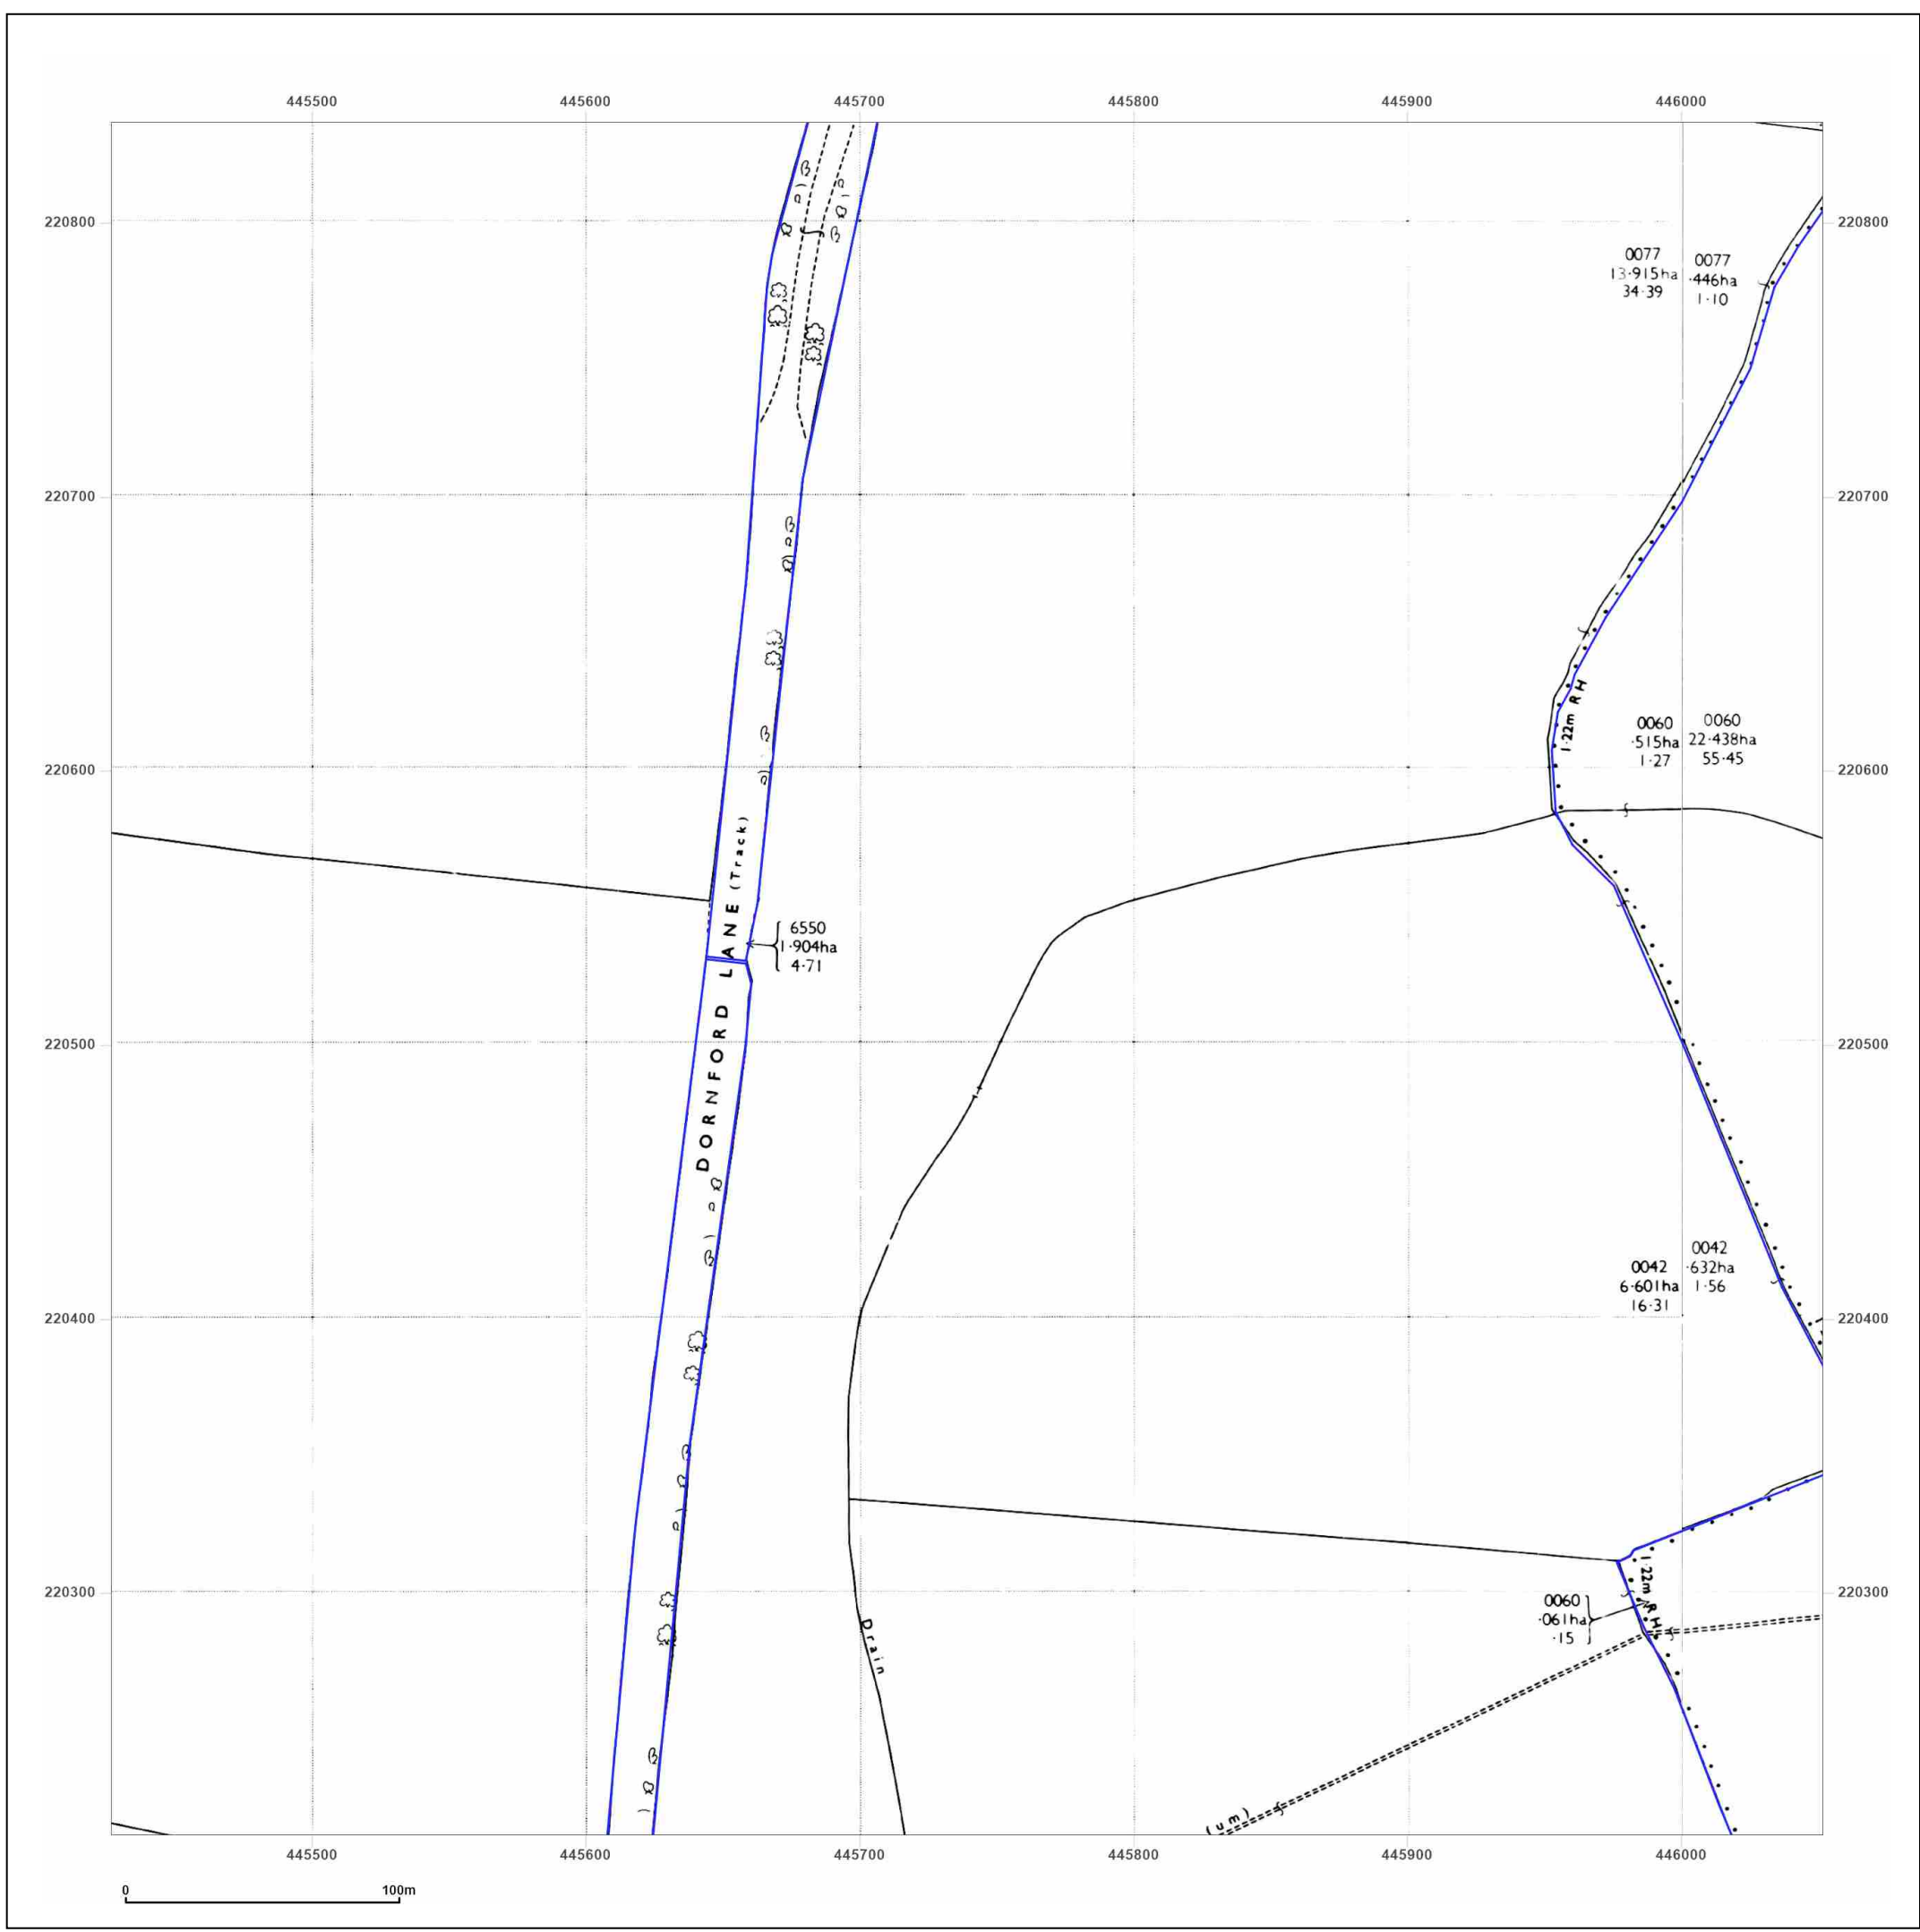 445500 445600 445700 445800 445900 446000
220800 220800
0077
13·915ha
34·39
0077
·446ha
1·10
220700 220700
1·22m RH
0060
·515ha
1·27
0060
22·438ha
55·45
220600 220600
DORNFORD LANE (Track)
6550
1·904ha
4·71
220500 220500
0042
6·601ha
16·31
0042
·632ha
1·56
220400 220400
1·22m RH
220300 220300
0060
·061ha
·15
Drain
(um)
445500 445600 445700 445800 445900 446000
0 100m